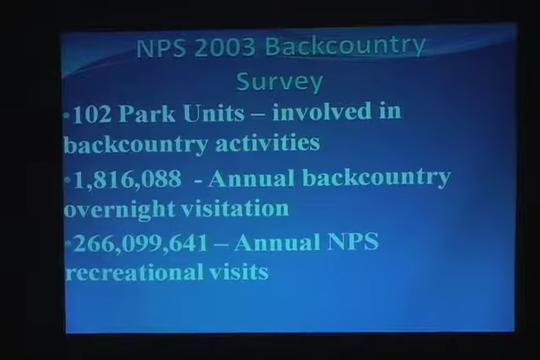 NPS 2003 Backcountry
Survey
•102 Park Units – involved in
backcountry activities
•1,816,088 - Annual backcountry
overnight visitation
•266,099,641 – Annual NPS
recreational visits